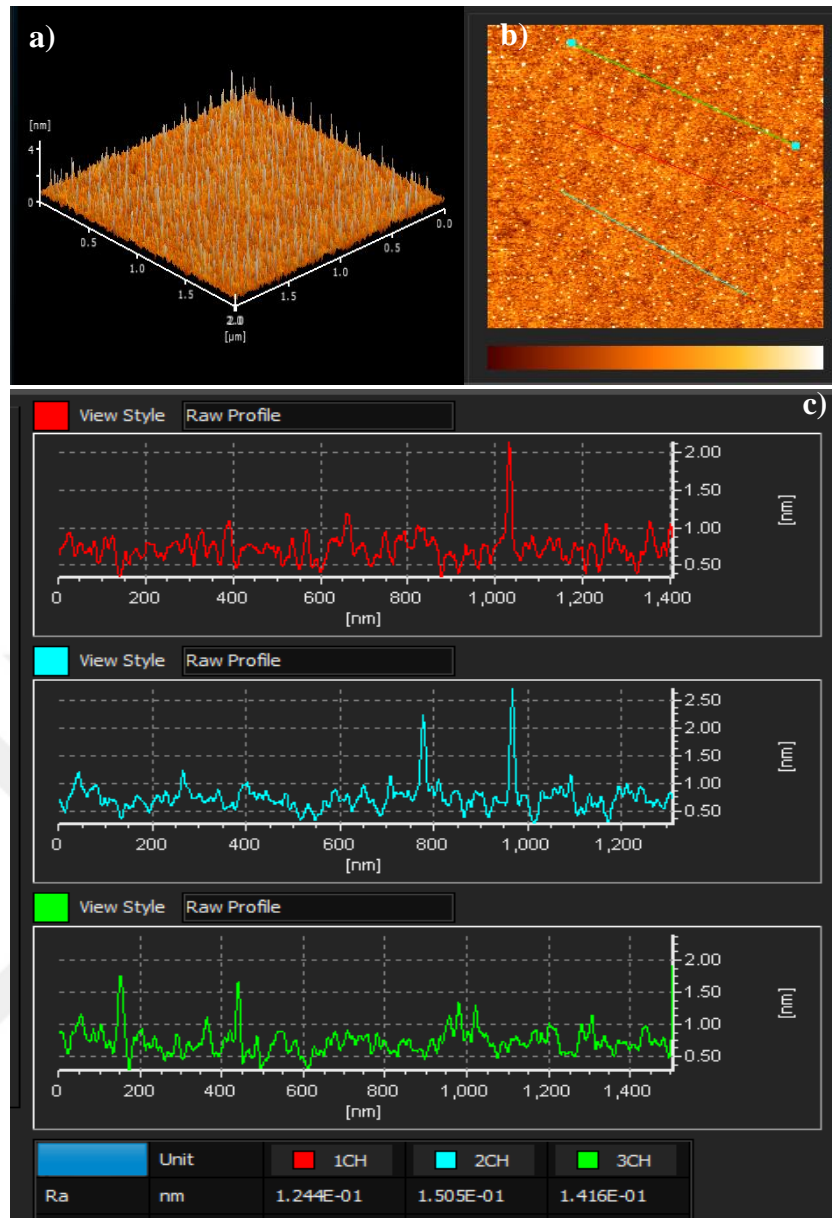 a)
[nm]
4
0
0.5
1.0
1.5
2.0
[µm]
1.5
1.0
0.5
0.0
b)
c)
View Style Raw Profile
2.00
1.50
1.00
0.50
[nm]
0 200 400 600 800 1,000 1,200 1,400
[nm]
View Style Raw Profile
2.50
2.00
1.50
1.00
0.50
[nm]
0 200 400 600 800 1,000 1,200
[nm]
View Style Raw Profile
2.00
1.50
1.00
0.50
[nm]
0 200 400 600 800 1,000 1,200 1,400
[nm]
Unit 1CH 2CH 3CH
Ra nm 1.244E-01 1.505E-01 1.416E-01